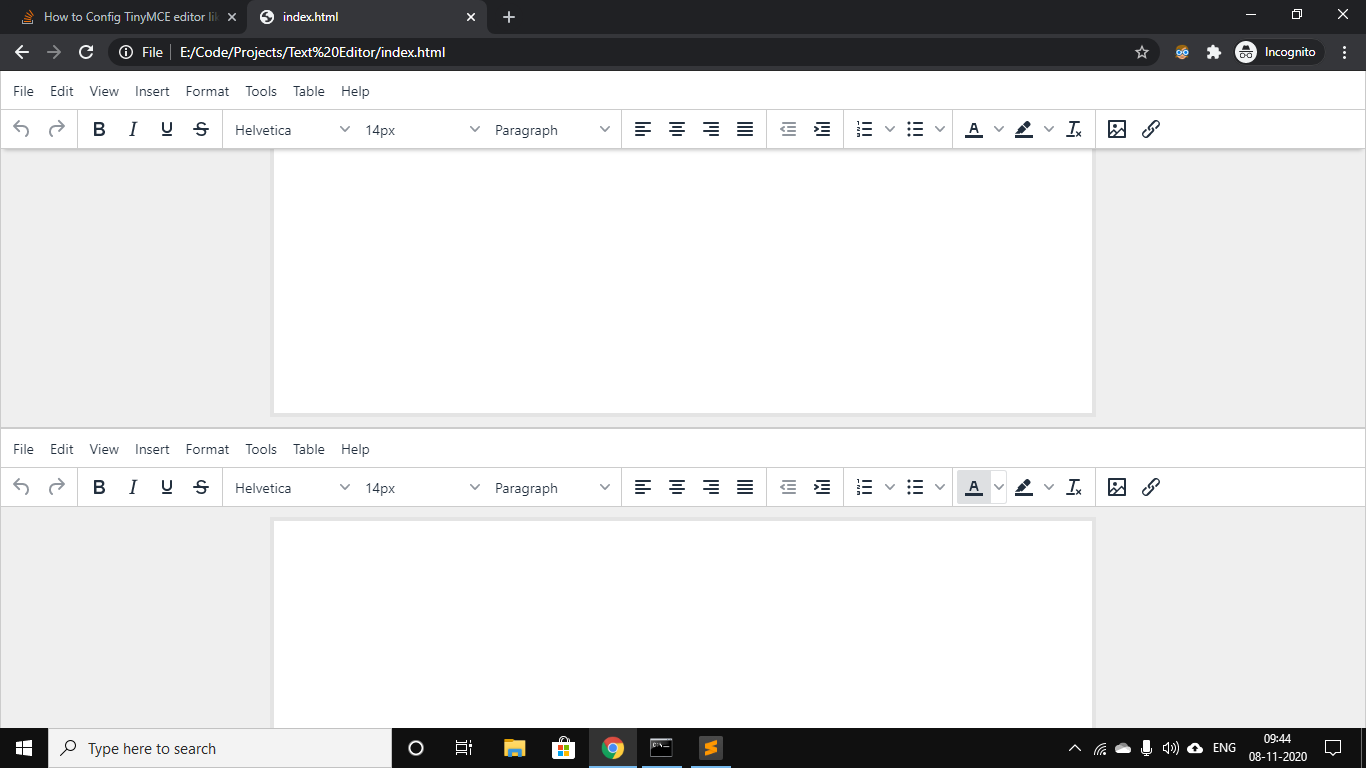 How to Config TinyMCE editor li
index.html
File E:/Code/Projects/Text%20Editor/index.html Incognito
File Edit View Insert Format Tools Table Help
B I U S Helvetica 14px Paragraph A
File Edit View Insert Format Tools Table Help
B I U S Helvetica 14px Paragraph A
Type here to search
ENG
09:44
08-11-2020